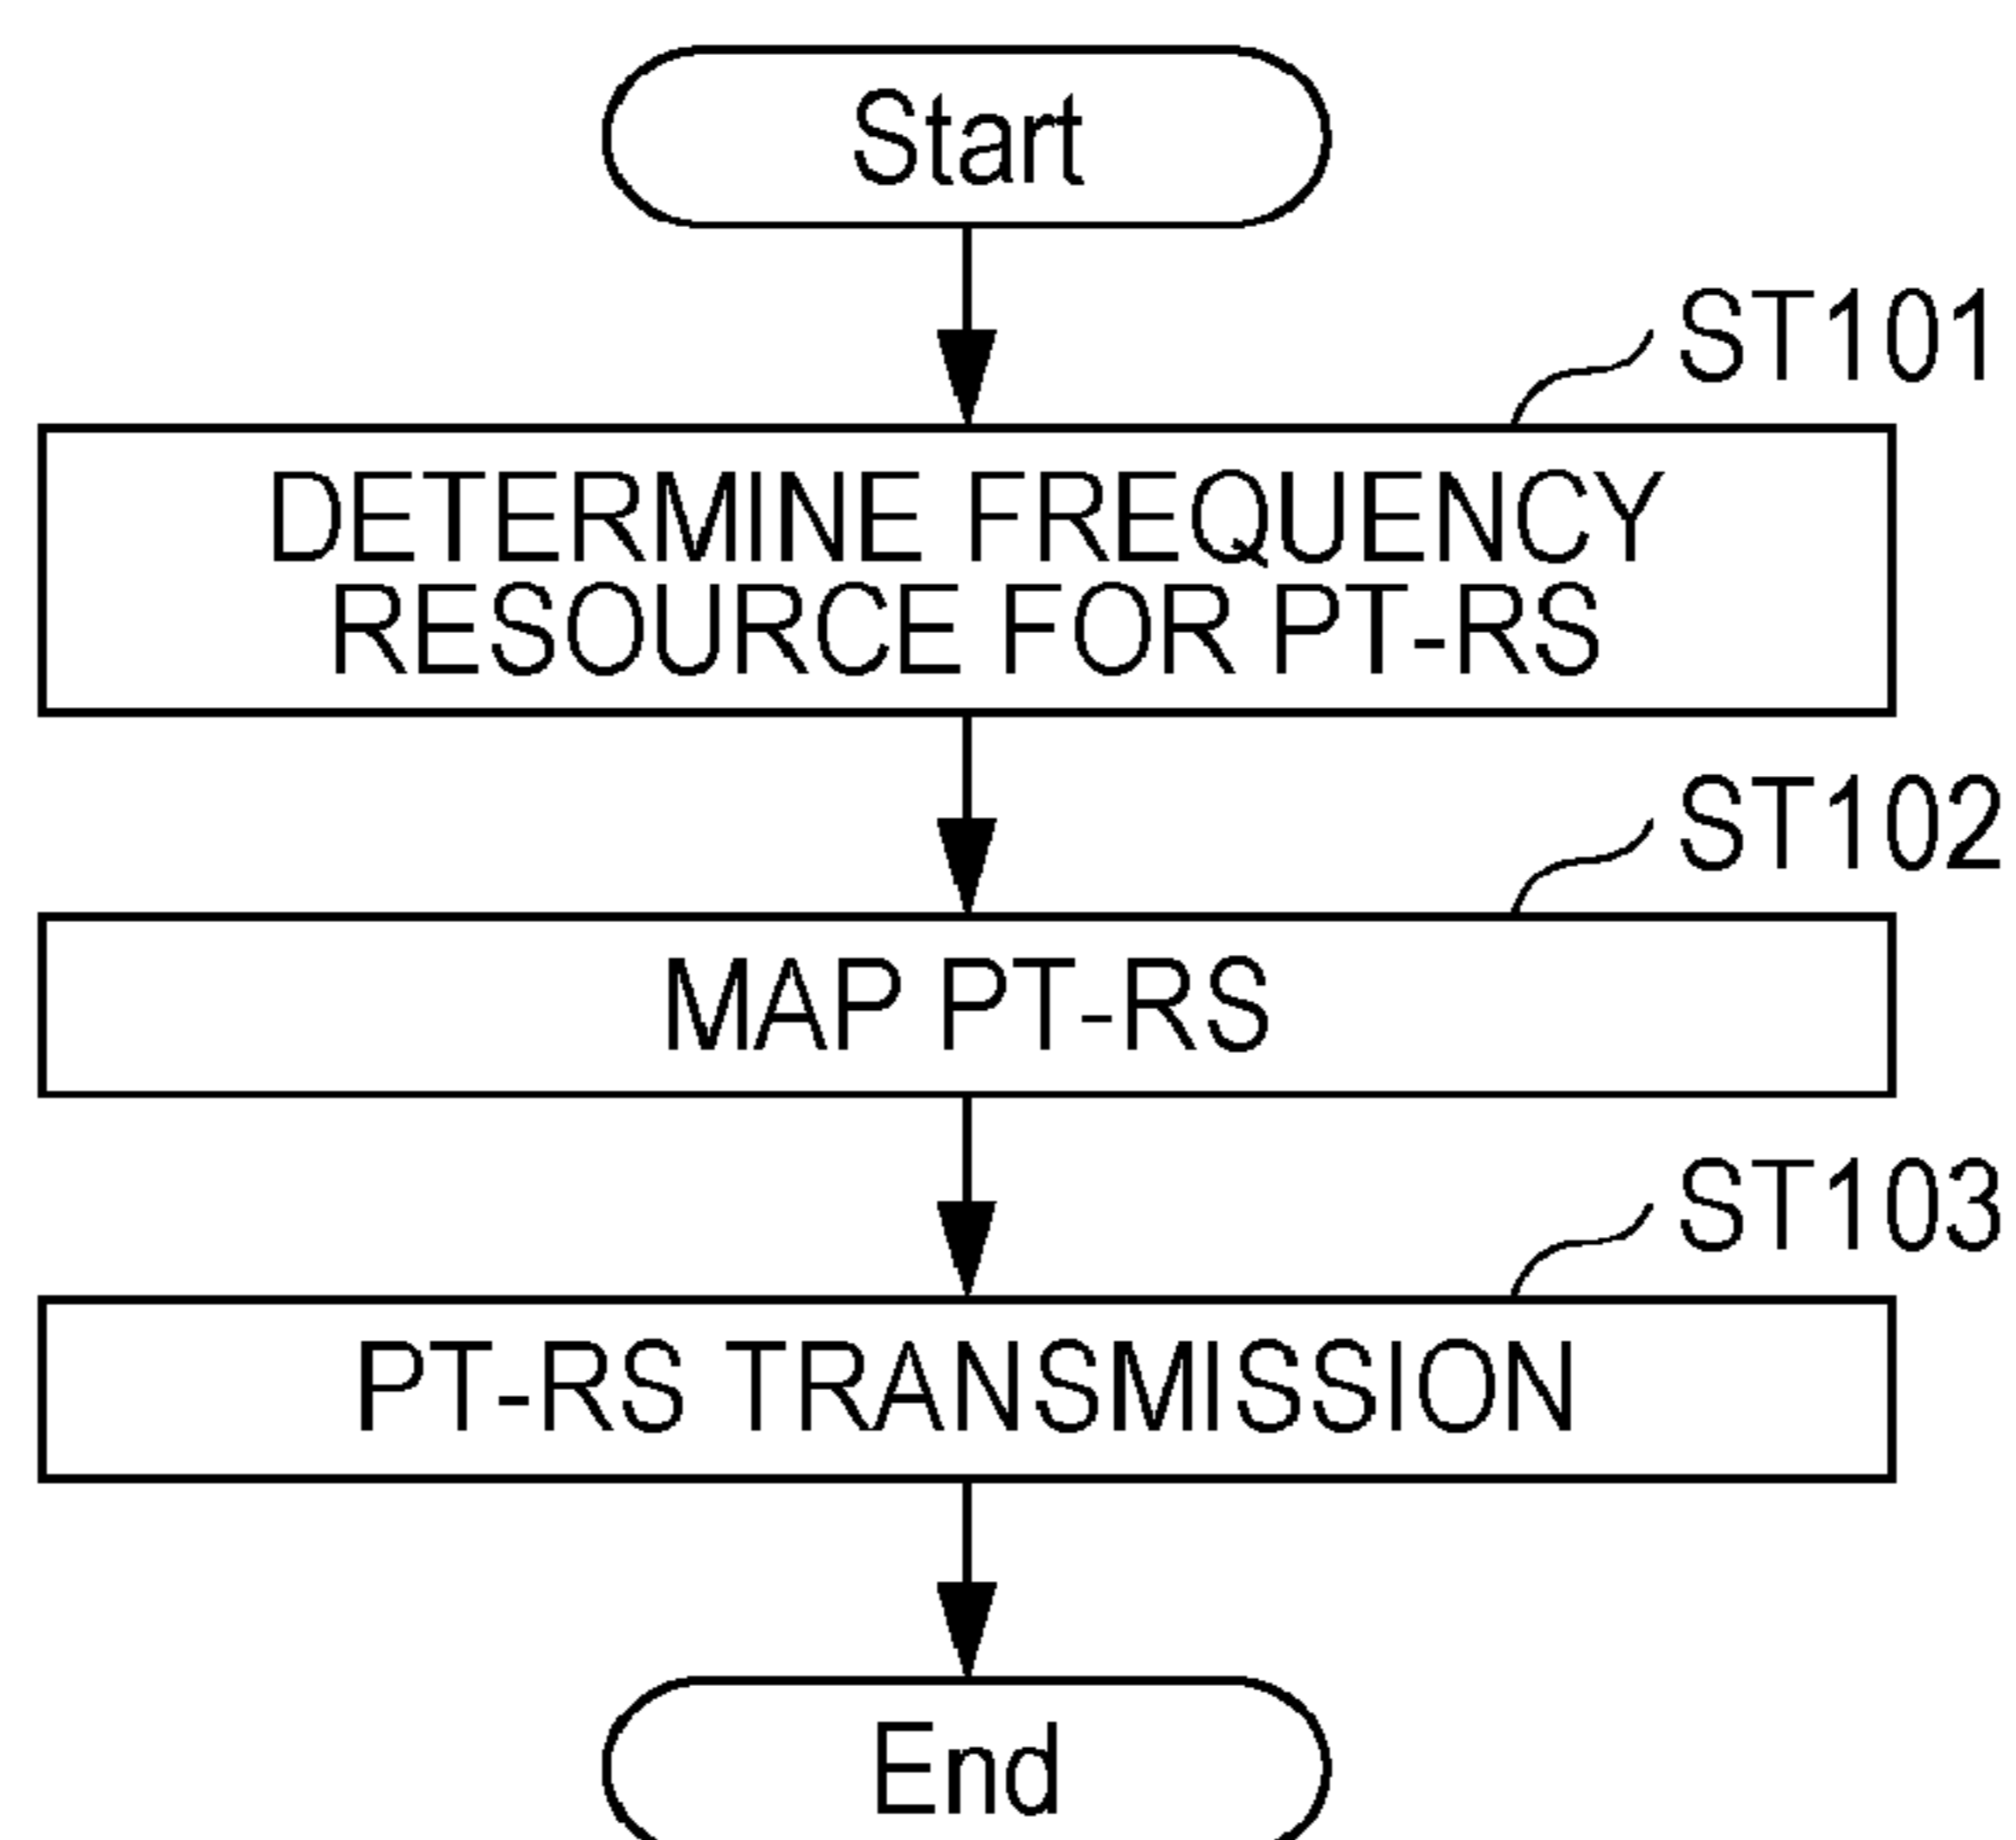 Start
ST101
DETERMINE FREQUENCY
RESOURCE FOR PT-RS
ST102
MAP PT-RS
ST103
PT-RS TRANSMISSION
End